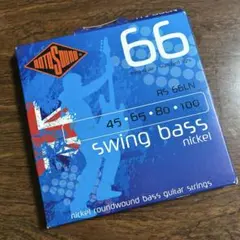 ROTOSOUND
66
RS 66LN
45 • 65 • 80 • 100
swing bass
nickel
nickel roundwound bass guitar strings